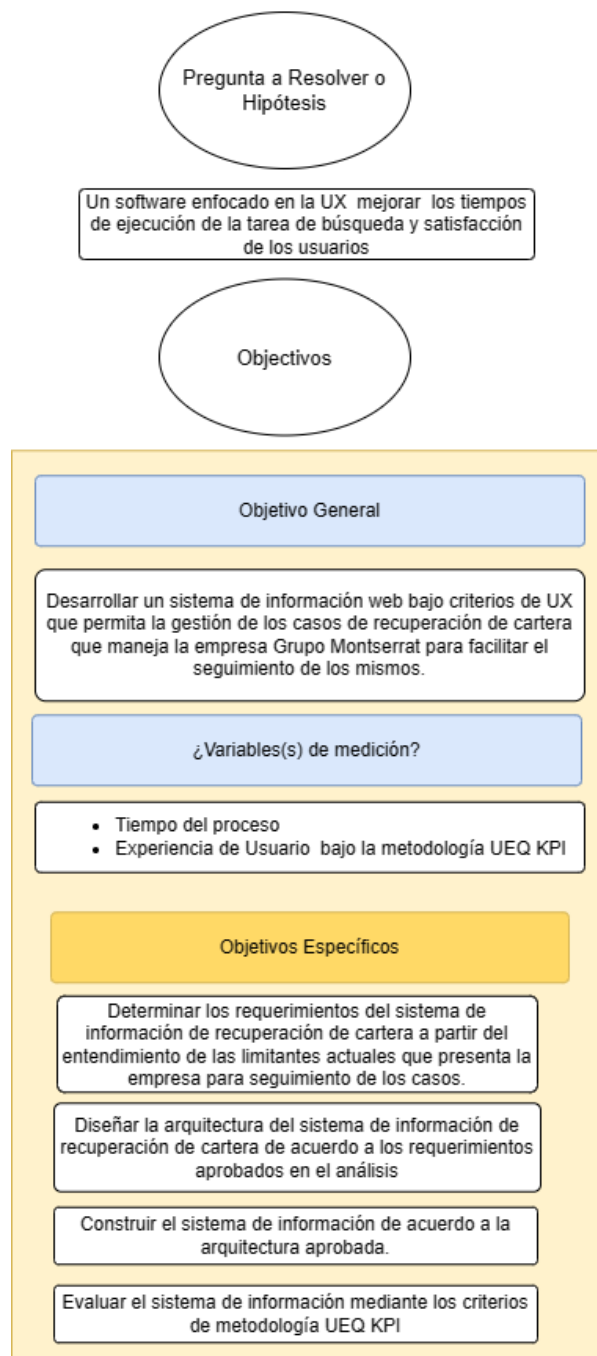 Pregunta a Resolver o
Hipótesis
Un software enfocado en la UX  mejorar  los tiempos
de ejecución de la tarea de búsqueda y satisfacción
de los usuarios
Objectivos
Objetivo General
Desarrollar un sistema de información web bajo criterios de UX
que permita la gestión de los casos de recuperación de cartera
que maneja la empresa Grupo Montserrat para facilitar el
seguimiento de los mismos.
¿Variables(s) de medición?
• Tiempo del proceso
• Experiencia de Usuario  bajo la metodología UEQ KPI
Objetivos Específicos
Determinar los requerimientos del sistema de
información de recuperación de cartera a partir del
entendimiento de las limitantes actuales que presenta la
empresa para seguimiento de los casos.
Diseñar la arquitectura del sistema de información de
recuperación de cartera de acuerdo a los requerimientos
aprobados en el análisis
Construir el sistema de información de acuerdo a la
arquitectura aprobada.
Evaluar el sistema de información mediante los criterios
de metodología UEQ KPI